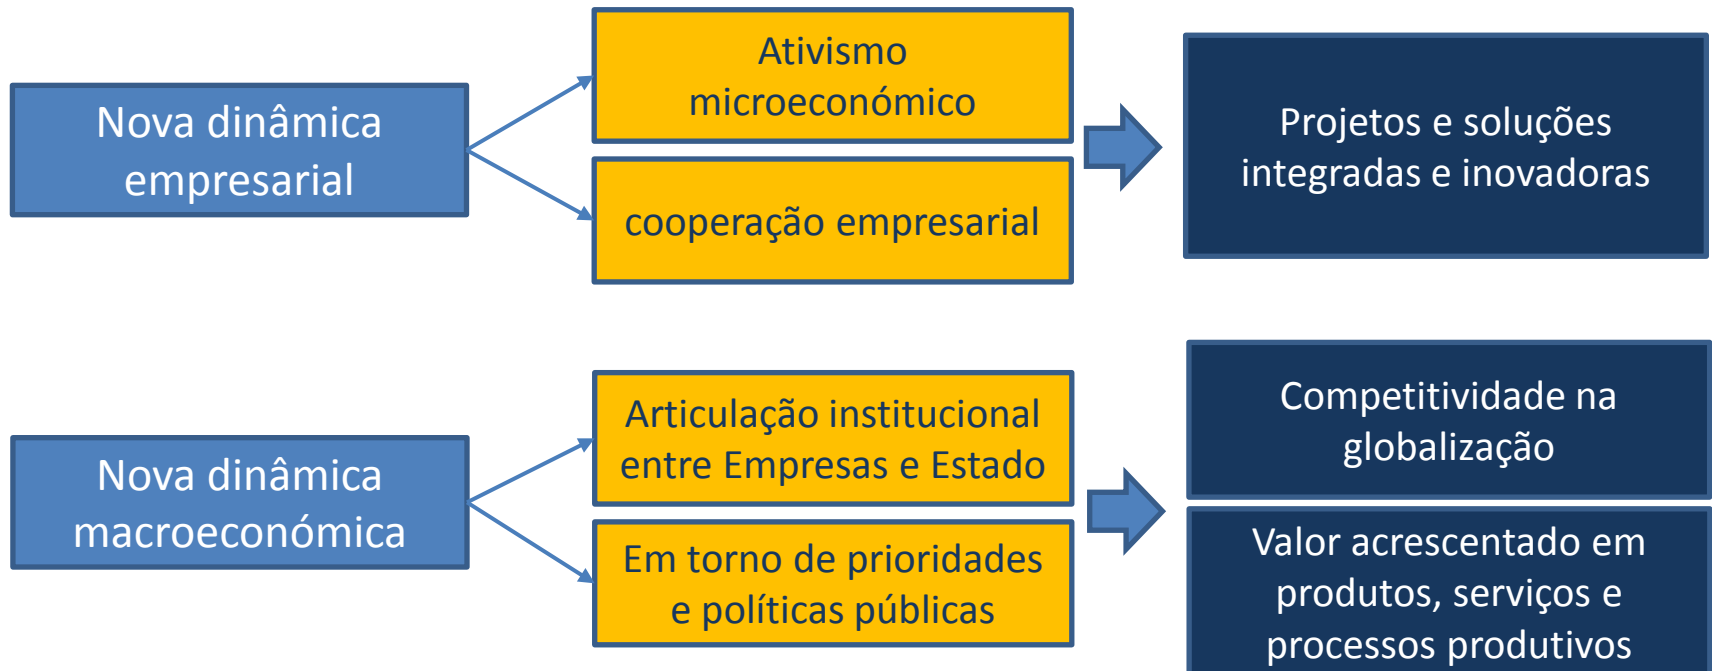 Nova dinâmica
empresarial
Ativismo
microeconómico
cooperação empresarial
Projetos e soluções
integradas e inovadoras
Nova dinâmica
macroeconómica
Articulação institucional
entre Empresas e Estado
Em torno de prioridades
e políticas públicas
Competitividade na
globalização
Valor acrescentado em
produtos, serviços e
processos produtivos